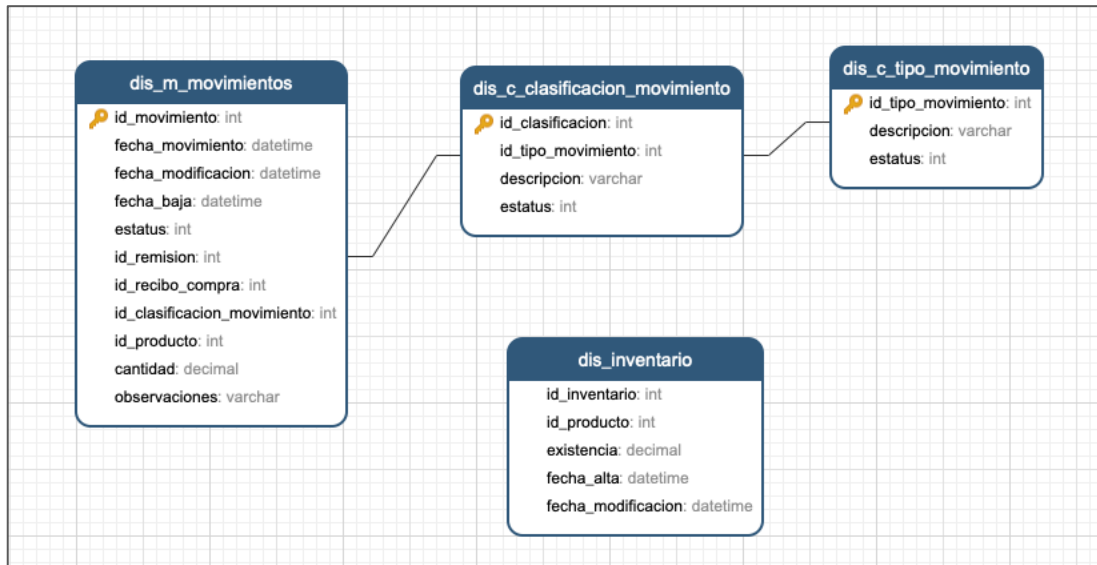 dis_m_movimientos
id_movimiento: int
fecha_movimiento: datetime
fecha_modificacion: datetime
fecha_baja: datetime
estatus: int
id_remision: int
id_recibo_compra: int
id_clasificacion_movimiento: int
id_producto: int
cantidad: decimal
observaciones: varchar
dis_c_clasificacion_movimiento
id_clasificacion: int
id_tipo_movimiento: int
descripcion: varchar
estatus: int
dis_c_tipo_movimiento
id_tipo_movimiento: int
descripcion: varchar
estatus: int
dis_inventario
id_inventario: int
id_producto: int
existencia: decimal
fecha_alta: datetime
fecha_modificacion: datetime